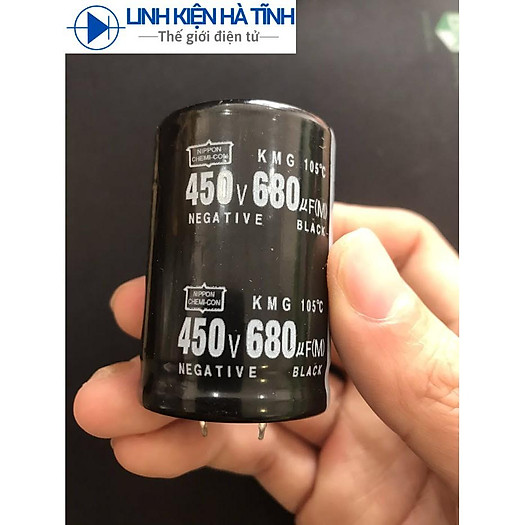 LINH KIỆN HÀ TĨNH
Thế giới điện tử
NIPPON
CHEMI-CON
KMG 105°C
450V 680µF(M)
NEGATIVE BLACK-
NIPPON
CHEMI-CON
KMG 105°C
450V 680µF(M)
NEGATIVE BLACK